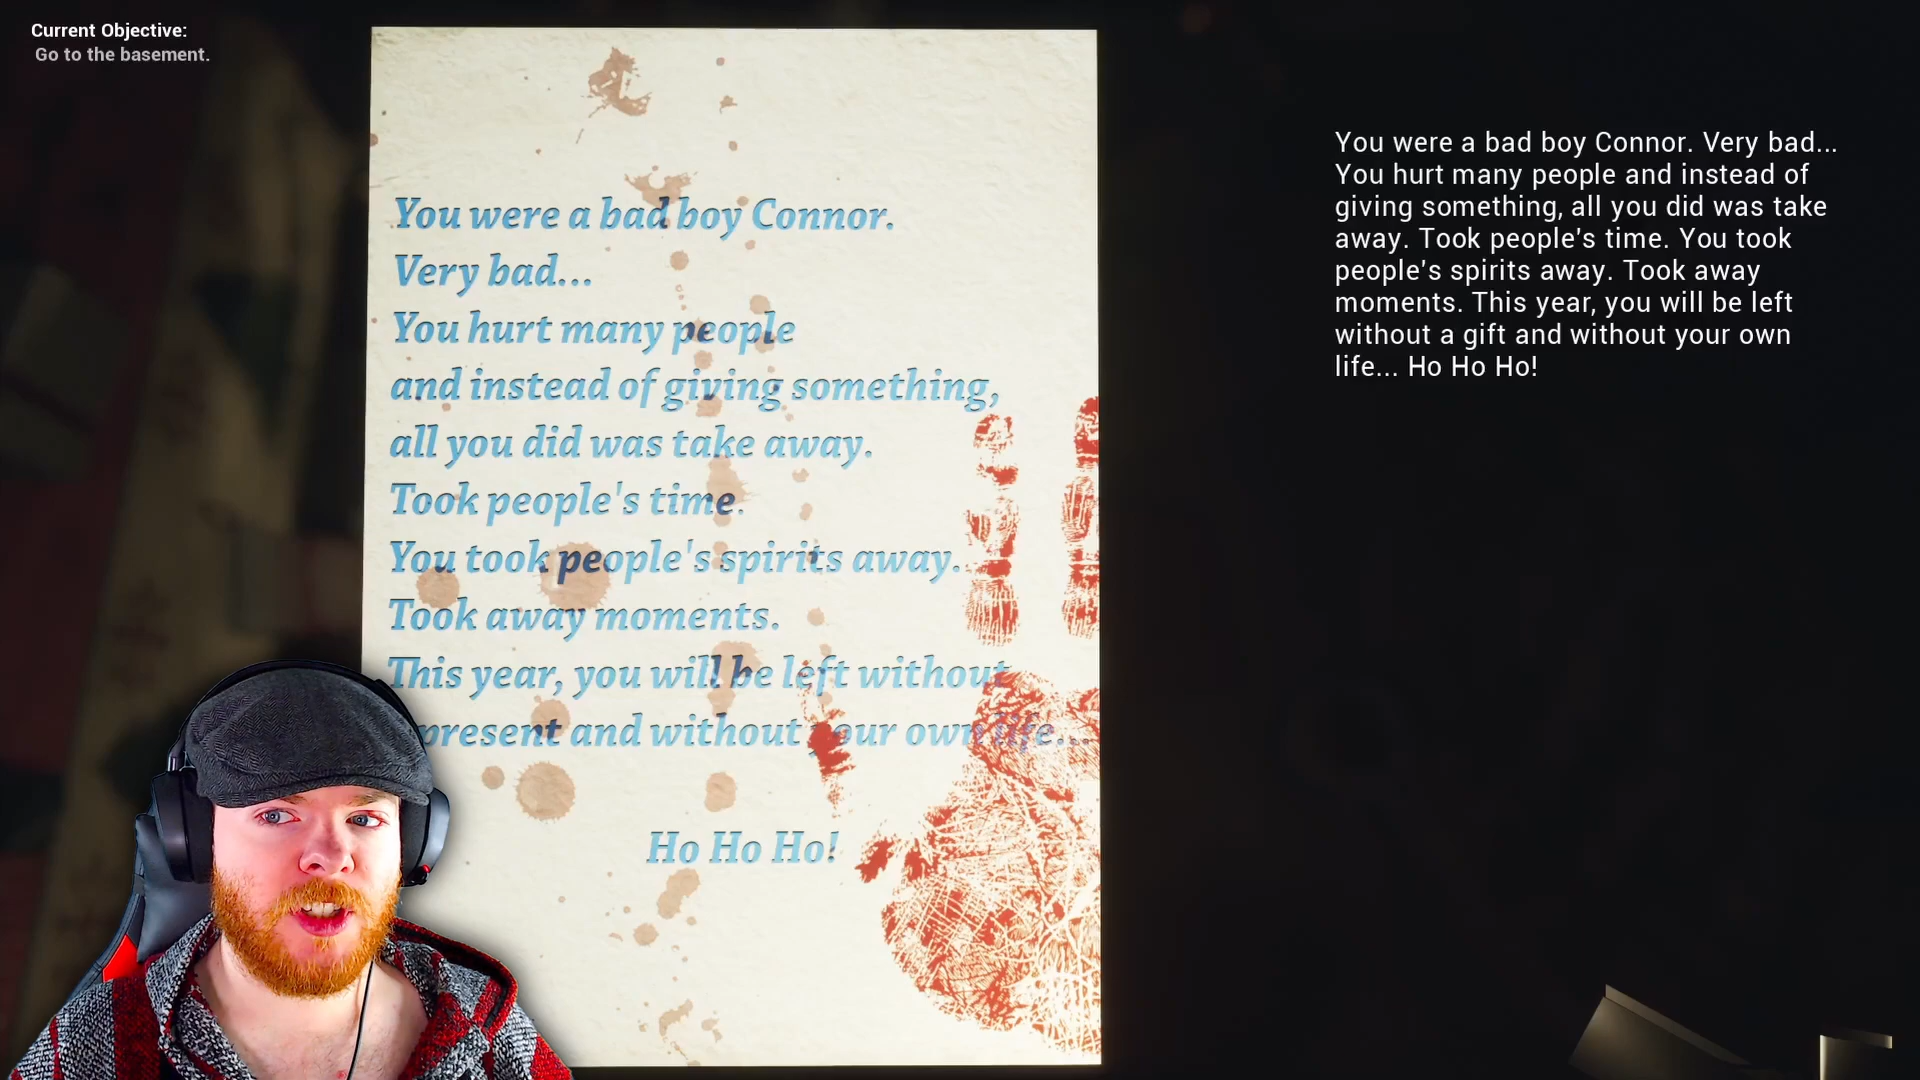 Current Objective:
Go to the basement.
You were a bad boy Connor.
Very bad...
You hurt many people
and instead of giving something,
all you did was take away.
Took people's time.
You took people's spirits away.
Took away moments.
This year, you will be left without
present and without your own life...
Ho Ho Ho!
You were a bad boy Connor. Very bad...
You hurt many people and instead of
giving something, all you did was take
away. Took people's time. You took
people's spirits away. Took away
moments. This year, you will be left
without a gift and without your own
life... Ho Ho Ho!